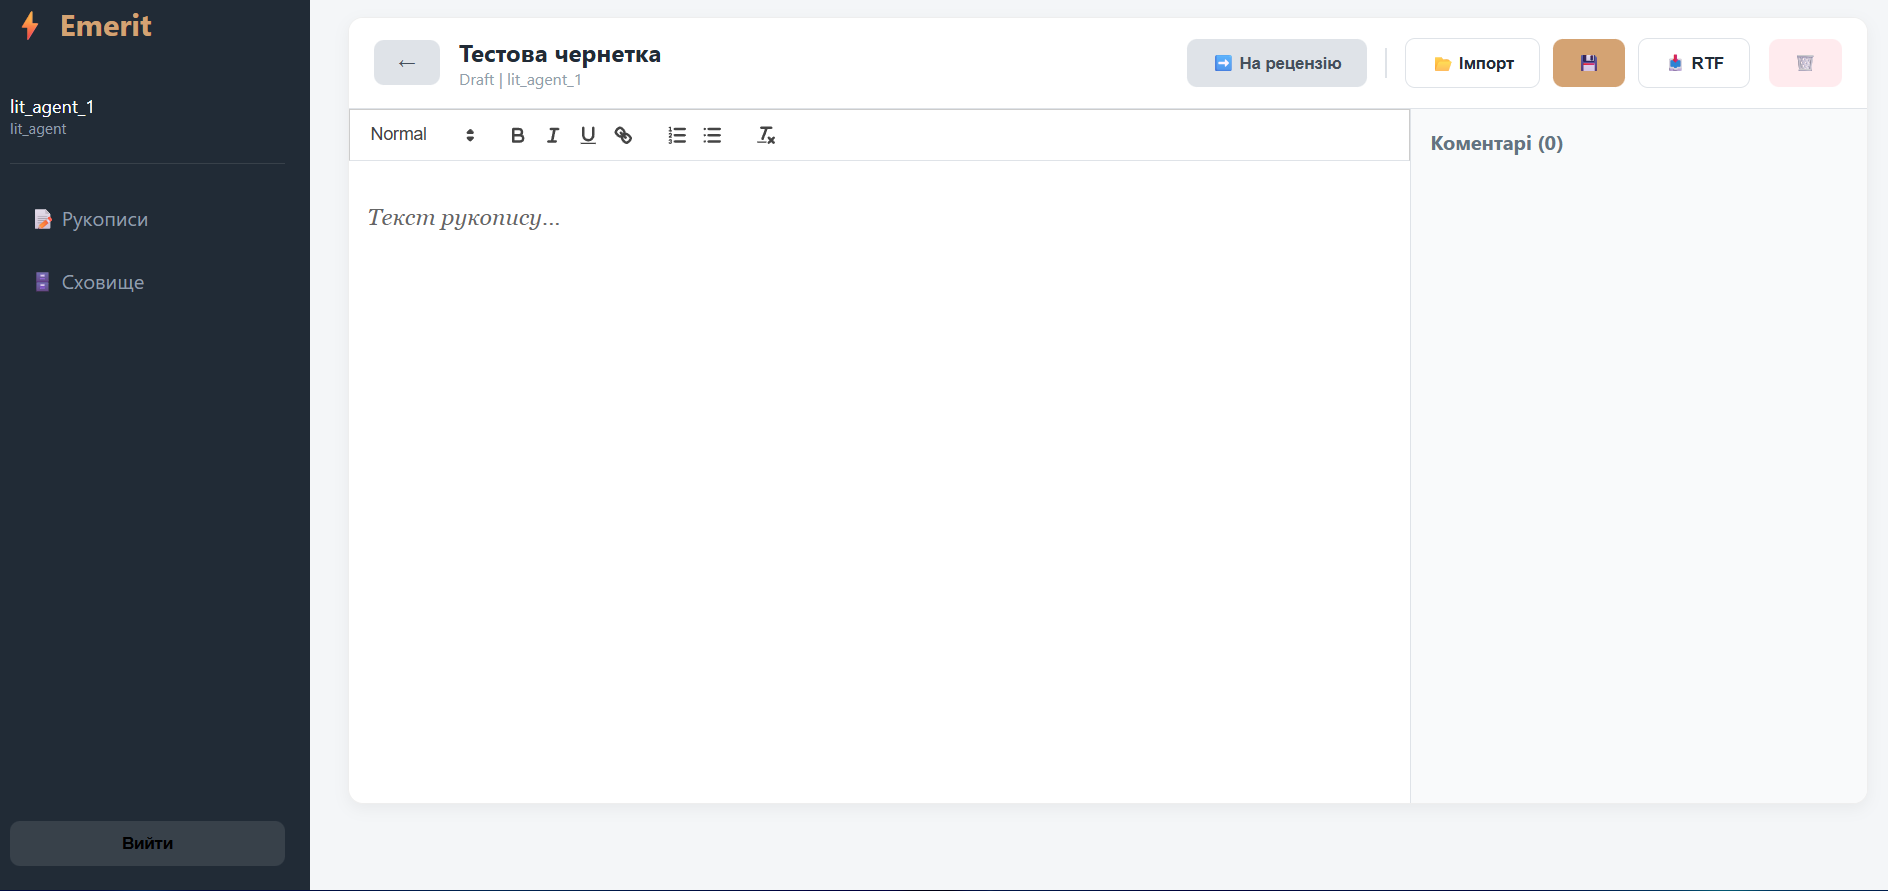 Emerit
lit_agent_1
lit_agent
Рукописи
Сховище
Вийти
←
Тестова чернетка
Draft | lit_agent_1
На рецензію
Імпорт
RTF
Normal
Текст рукопису...
Коментарі (0)